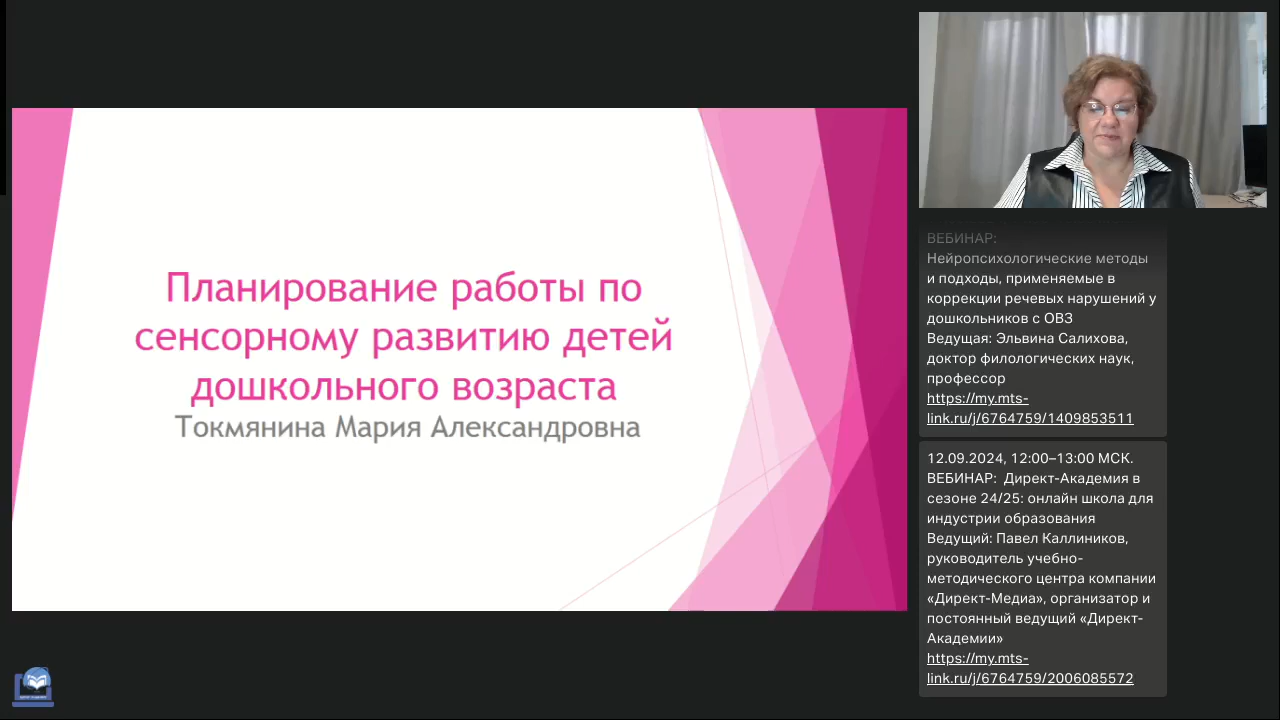 Планирование работы по
сенсорному развитию детей
дошкольного возраста
Токмянина Мария Александровна
ВЕБИНАР:
Нейропсихологические методы
и подходы, применяемые в
коррекции речевых нарушений у
дошкольников с ОВЗ
Ведущая: Эльвина Салихова,
доктор филологических наук,
профессор
https://my.mts-
link.ru/j/6764759/1409853511
12.09.2024, 12:00–13:00 МСК.
ВЕБИНАР:  Директ-Академия в
сезоне 24/25: онлайн школа для
индустрии образования
Ведущий: Павел Каллиников,
руководитель учебно-
методического центра компании
«Директ-Медиа», организатор и
постоянный ведущий «Директ-
Академии»
https://my.mts-
link.ru/j/6764759/2006085572